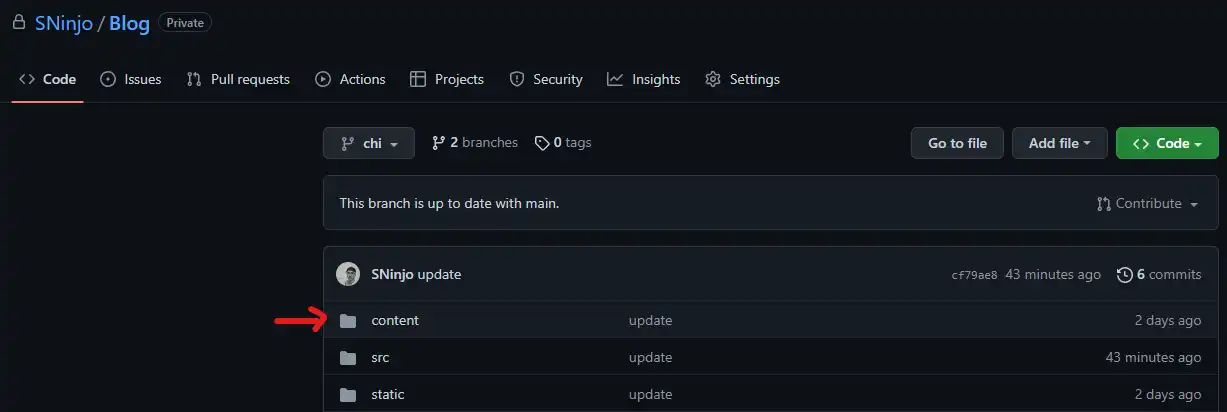 SNinjo / Blog Private
Code Issues Pull requests Actions Projects Security Insights Settings
chi 2 branches 0 tags Go to file Add file Code
This branch is up to date with main. Contribute
SNinjo update cf79ae8 43 minutes ago 6 commits
content update 2 days ago
src update 43 minutes ago
static update 2 days ago